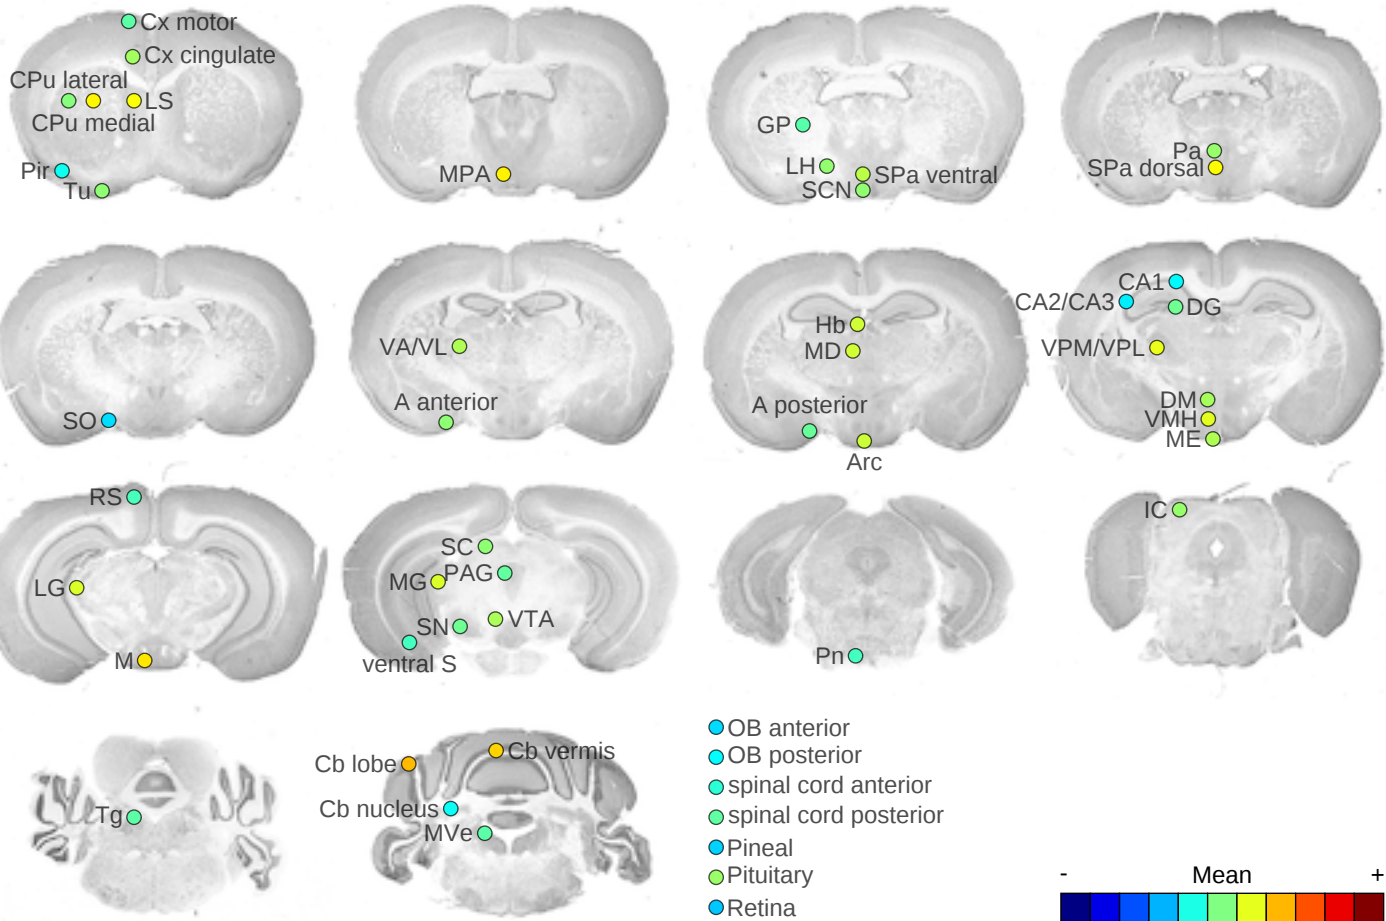 Cx motor
Cx cingulate
CPu lateral
LS
CPu medial
Pir
Tu
MPA
GP
LH
SPa ventral
SCN
Pa
SPa dorsal
SO
VA/VL
A anterior
Hb
MD
A posterior
Arc
CA1
CA2/CA3
DG
VPM/VPL
DM
VMH
ME
RS
LG
M
SC
PAG
MG
VTA
SN
ventral S
Pn
IC
Tg
Cb vermis
Cb lobe
Cb nucleus
MVe
OB anterior
OB posterior
spinal cord anterior
spinal cord posterior
Pineal
Pituitary
Retina
- Mean +